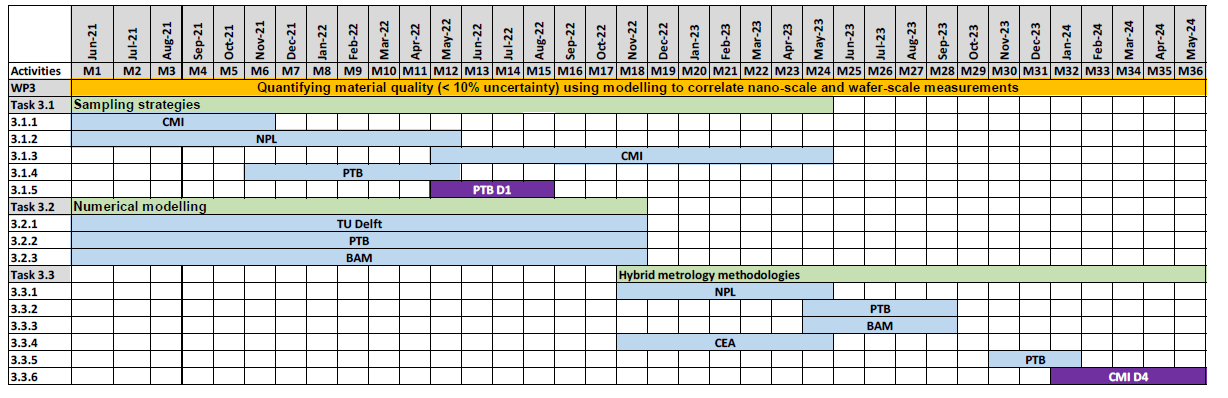 Jun-21 Jul-21 Aug-21 Sep-21 Oct-21 Nov-21 Dec-21 Jan-22 Feb-22 Mar-22 Apr-22 May-22 Jun-22 Jul-22 Aug-22 Sep-22 Oct-22 Nov-22 Dec-22 Jan-23 Feb-23 Mar-23 Apr-23 May-23 Jun-23 Jul-23 Aug-23 Sep-23 Oct-23 Nov-23 Dec-23 Jan-24 Feb-24 Mar-24 Apr-24 May-24
Activities M1 M2 M3 M4 M5 M6 M7 M8 M9 M10 M11 M12 M13 M14 M15 M16 M17 M18 M19 M20 M21 M22 M23 M24 M25 M26 M27 M28 M29 M30 M31 M32 M33 M34 M35 M36
WP3 Quantifying material quality (< 10% uncertainty) using modelling to correlate nano-scale and wafer-scale measurements
Task 3.1 Sampling strategies
3.1.1 CMI
3.1.2 NPL
3.1.3 CMI
3.1.4 PTB
3.1.5 PTB D1
Task 3.2 Numerical modelling
3.2.1 TU Delft
3.2.2 PTB
3.2.3 BAM
Task 3.3 Hybrid metrology methodologies
3.3.1 NPL
3.3.2 PTB
3.3.3 BAM
3.3.4 CEA
3.3.5 PTB
3.3.6 CMI D4